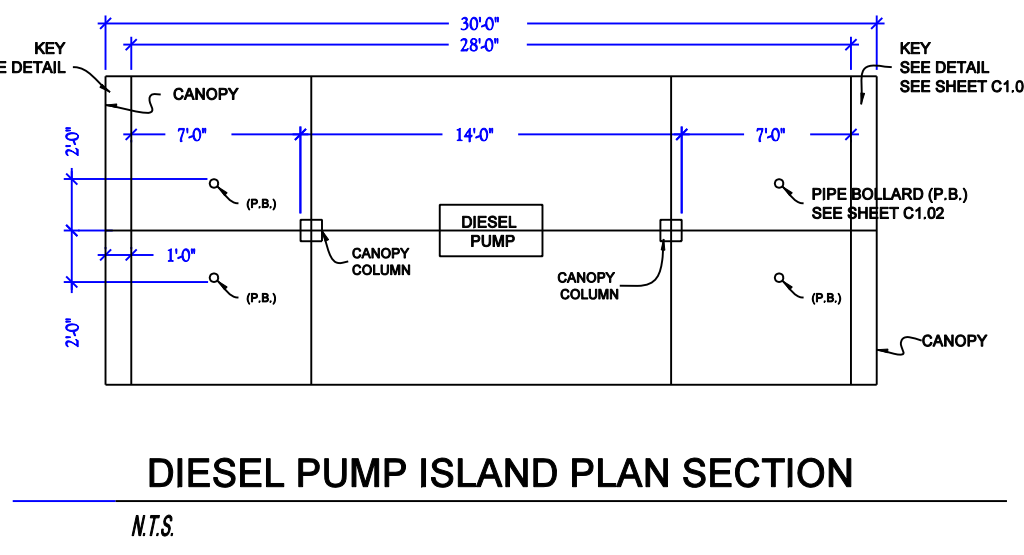 30'-0"
28'-0"
KEY
E DETAIL
KEY
SEE DETAIL
SEE SHEET C1.0
CANOPY
2'-0"
7'-0"
14'-0"
7'-0"
(P.B.)
PIPE BOLLARD (P.B.)
SEE SHEET C1.02
DIESEL
PUMP
1'-0"
CANOPY
COLUMN
CANOPY
COLUMN
(P.B.)
(P.B.)
2'-0"
CANOPY
DIESEL PUMP ISLAND PLAN SECTION
N.T.S.